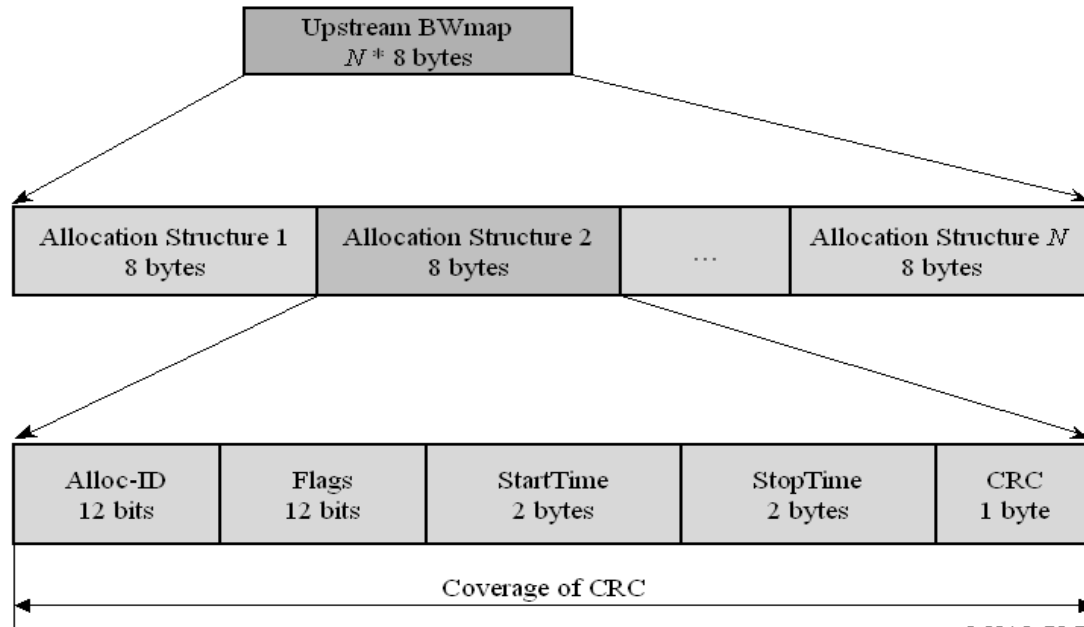 Upstream BWmap
N * 8 bytes
Allocation Structure 1
8 bytes
Allocation Structure 2
8 bytes
...
Allocation Structure N
8 bytes
Alloc-ID
12 bits
Flags
12 bits
StartTime
2 bytes
StopTime
2 bytes
CRC
1 byte
Coverage of CRC